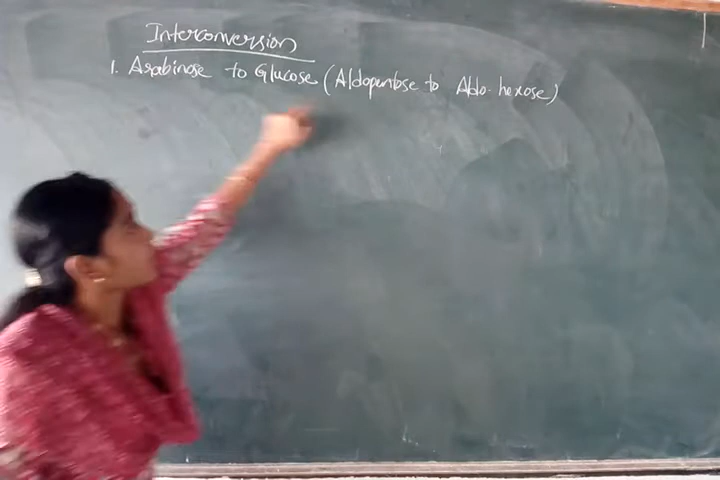 Interconversion
1. Arabinose to Glucose (Aldopentose to Aldo-hexose)